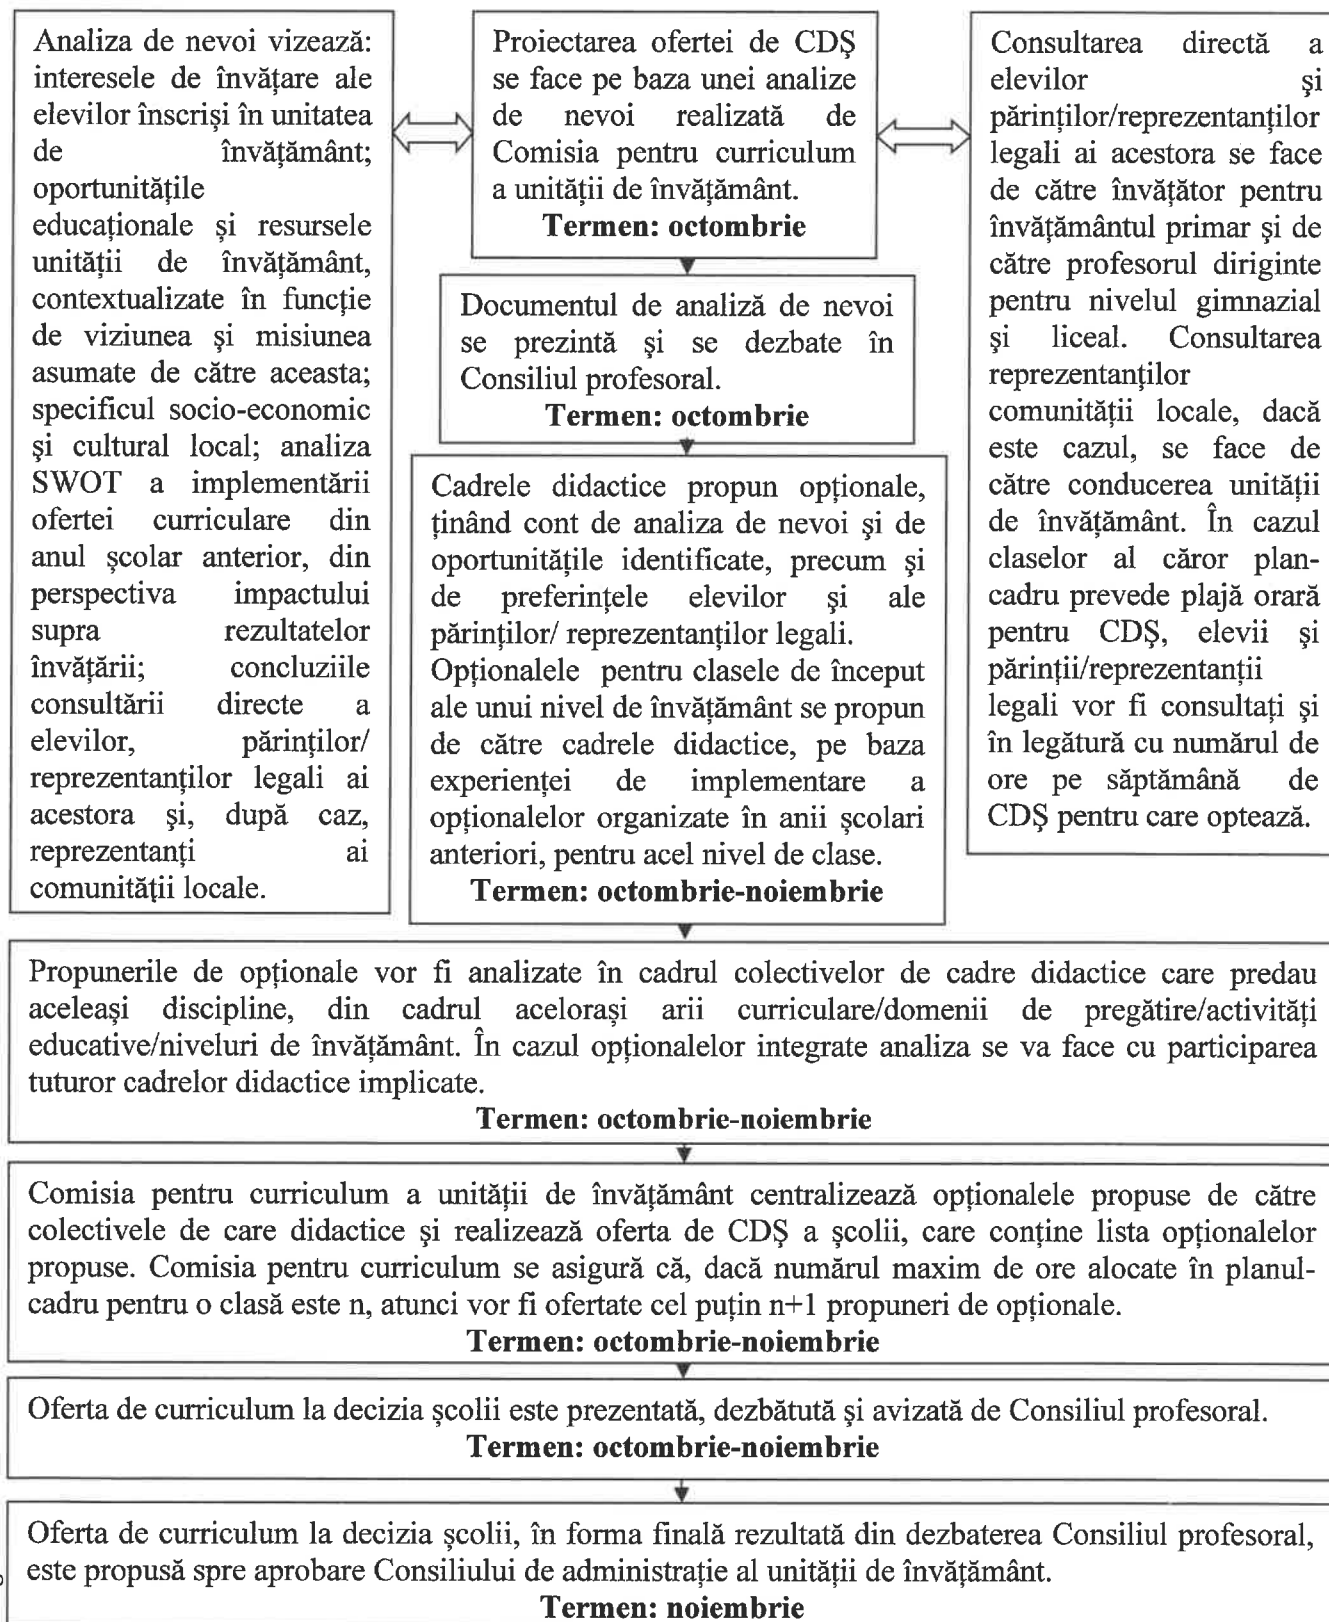 Analiza de nevoi vizează:
interesele de învățare ale
elevilor înscriși în unitatea
de învățământ;
oportunitățile
educaționale și resursele
unității de învățământ,
contextualizate în funcție
de viziunea și misiunea
asumate de către aceasta;
specificul socio-economic
şi cultural local; analiza
SWOT a implementării
ofertei curriculare din
anul școlar anterior, din
perspectiva impactului
supra rezultatelor
învățării; concluziile
consultării directe a
elevilor, părinților/
reprezentanților legali ai
acestora şi, după caz,
reprezentanți ai
comunității locale.
Proiectarea ofertei de CDŞ
se face pe baza unei analize
de nevoi realizată de
Comisia pentru curriculum
a unității de învățământ.
Termen: octombrie
Documentul de analiză de nevoi
se prezintă şi se dezbate în
Consiliul profesoral.
Termen: octombrie
Cadrele didactice propun opționale,
ținând cont de analiza de nevoi şi de
oportunitățile identificate, precum şi
de preferințele elevilor şi ale
părinților/ reprezentanților legali.
Opționalele pentru clasele de început
ale unui nivel de învățământ se propun
de către cadrele didactice, pe baza
experienței de implementare a
opționalelor organizate în anii școlari
anteriori, pentru acel nivel de clase.
Termen: octombrie-noiembrie
Consultarea directă a
elevilor şi
părinților/reprezentanților
legali ai acestora se face
de către învățător pentru
învățământul primar şi de
către profesorul diriginte
pentru nivelul gimnazial
şi liceal. Consultarea
reprezentanților
comunității locale, dacă
este cazul, se face de
către conducerea unității
de învățământ. În cazul
claselor al căror plan-
cadru prevede plajă orară
pentru CDŞ, elevii şi
părinții/reprezentanții
legali vor fi consultați şi
în legătură cu numărul de
ore pe săptămână de
CDŞ pentru care optează.
Propunerile de opționale vor fi analizate în cadrul colectivelor de cadre didactice care predau
aceleași discipline, din cadrul acelorași arii curriculare/domenii de pregătire/activități
educative/niveluri de învățământ. În cazul opționalelor integrate analiza se va face cu participarea
tuturor cadrelor didactice implicate.
Termen: octombrie-noiembrie
Comisia pentru curriculum a unității de învățământ centralizează opționalele propuse de către
colectivele de care didactice şi realizează oferta de CDŞ a școlii, care conține lista opționalelor
propuse. Comisia pentru curriculum se asigură că, dacă numărul maxim de ore alocate în planul-
cadru pentru o clasă este n, atunci vor fi ofertate cel puțin n+1 propuneri de opționale.
Termen: octombrie-noiembrie
Oferta de curriculum la decizia școlii este prezentată, dezbătută și avizată de Consiliul profesoral.
Termen: octombrie-noiembrie
Oferta de curriculum la decizia școlii, în forma finală rezultată din dezbaterea Consiliul profesoral,
este propusă spre aprobare Consiliului de administrație al unității de învățământ.
Termen: noiembrie